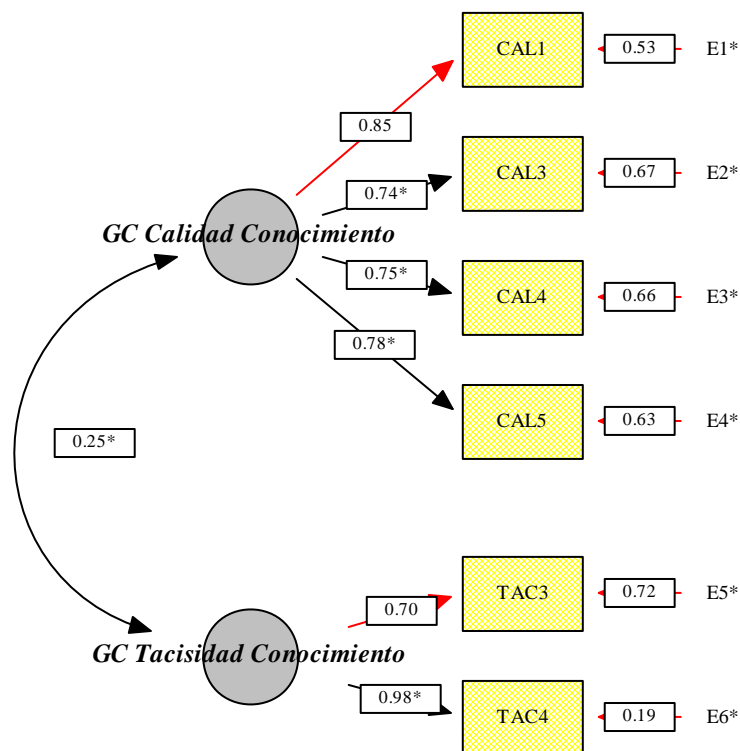 CAL1
0.53
E1*
0.85
CAL3
0.67
E2*
0.74*
GC Calidad Conocimiento
0.75*
CAL4
0.66
E3*
0.78*
CAL5
0.63
E4*
0.25*
TAC3
0.72
E5*
0.70
GC Tacisidad Conocimiento
0.98*
TAC4
0.19
E6*